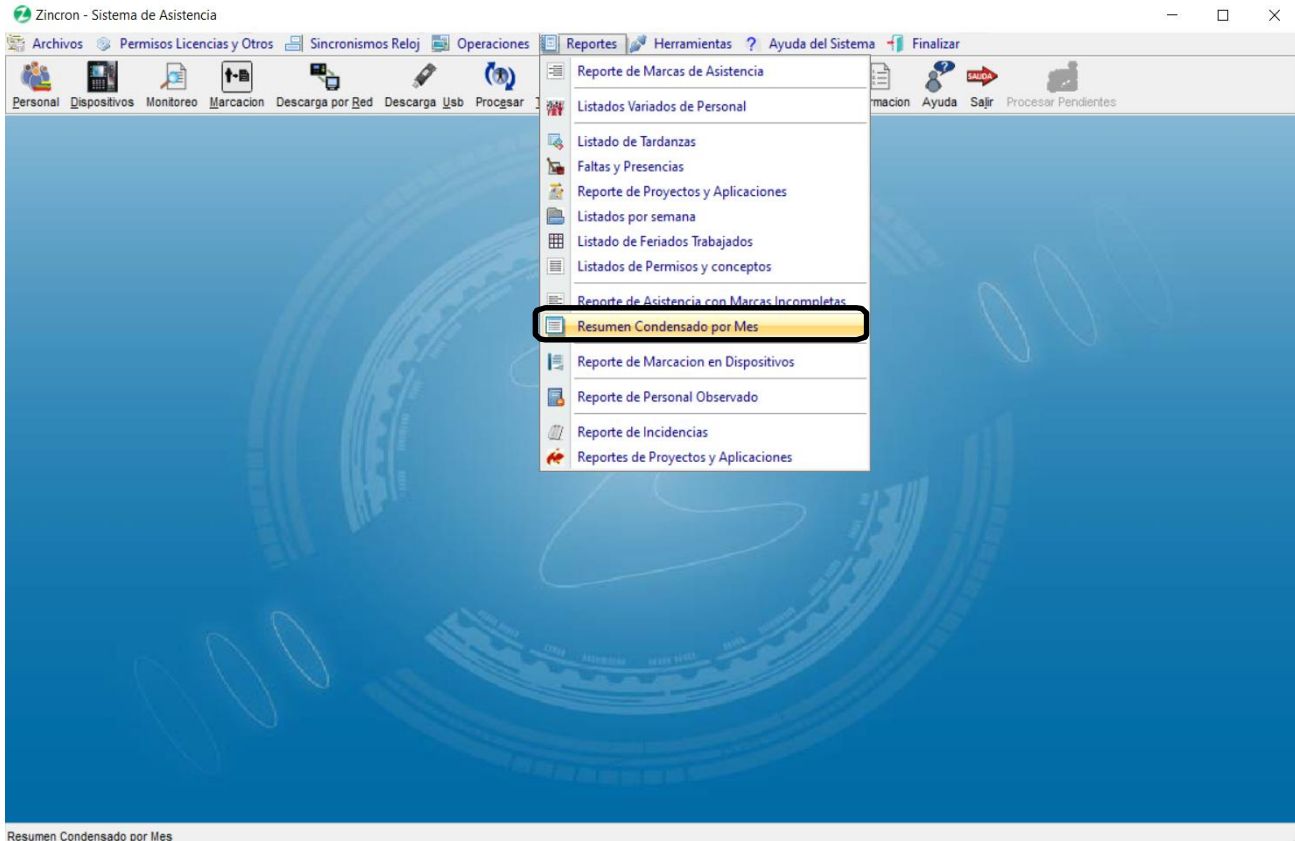 Zincron - Sistema de Asistencia
Archivos Permisos Licencias y Otros Sincronismos Reloj Operaciones Reportes Herramientas ? Ayuda del Sistema Finalizar
Personal Dispositivos Monitoreo Marcacion Descarga por Red Descarga Usb Procesar
rmacion Ayuda Salir Procesar Pendientes
SALIDA
Reporte de Marcas de Asistencia
Listados Variados de Personal
Listado de Tardanzas
Faltas y Presencias
Reporte de Proyectos y Aplicaciones
Listados por semana
Listado de Feriados Trabajados
Listados de Permisos y conceptos
Reporte de Asistencia con Marcas Incompletas
Resumen Condensado por Mes
Reporte de Marcacion en Dispositivos
Reporte de Personal Observado
Reporte de Incidencias
Reportes de Proyectos y Aplicaciones
Resumen Condensado por Mes